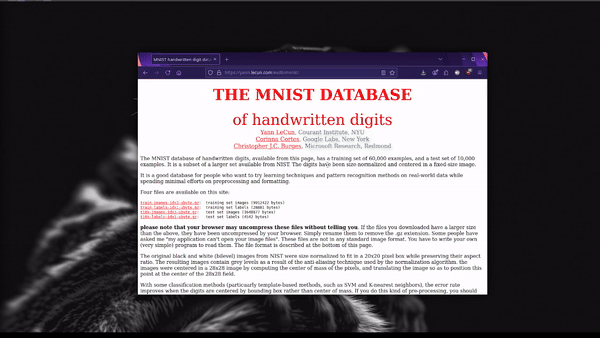 MNIST handwritten digit data
https://yann.lecun.com/exdb/mnist/
THE MNIST DATABASE
of handwritten digits
Yann LeCun, Courant Institute, NYU
Corinna Cortes, Google Labs, New York
Christopher J.C. Burges, Microsoft Research, Redmond
The MNIST database of handwritten digits, available from this page, has a training set of 60,000 examples, and a test set of 10,000
examples. It is a subset of a larger set available from NIST. The digits have been size-normalized and centered in a fixed-size image.
It is a good database for people who want to try learning techniques and pattern recognition methods on real-world data while
spending minimal efforts on preprocessing and formatting.
Four files are available on this site:
train-images-idx3-ubyte.gz: training set images (9912422 bytes)
train-labels-idx1-ubyte.gz: training set labels (28881 bytes)
t10k-images-idx3-ubyte.gz: test set images (1648877 bytes)
t10k-labels-idx1-ubyte.gz: test set labels (4542 bytes)
please note that your browser may uncompress these files without telling you. If the files you downloaded have a larger size
than the above, they have been uncompressed by your browser. Simply rename them to remove the .gz extension. Some people have
asked me "my application can't open your image files". These files are not in any standard image format. You have to write your own
(very simple) program to read them. The file format is described at the bottom of this page.
The original black and white (bilevel) images from NIST were size normalized to fit in a 20x20 pixel box while preserving their aspect
ratio. The resulting images contain grey levels as a result of the anti-aliasing technique used by the normalization algorithm. the
images were centered in a 28x28 image by computing the center of mass of the pixels, and translating the image so as to position this
point at the center of the 28x28 field.
With some classification methods (particuarly template-based methods, such as SVM and K-nearest neighbors), the error rate
improves when the digits are centered by bounding box rather than center of mass. If you do this kind of pre-processing, you should